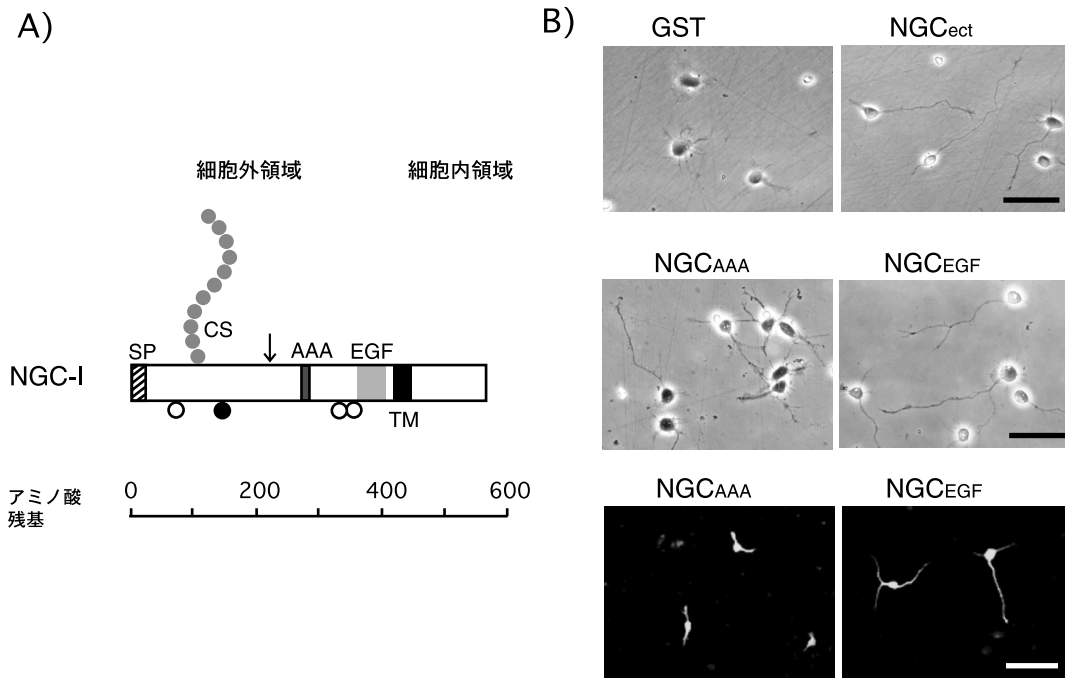 A)
細胞外領域 細胞内領域
CS
SP AAA EGF
NGC-I
TM
アミノ酸
残基
0 200 400 600
B)
GST NGCect
NGCAAA NGCEGF
NGCAAA NGCEGF